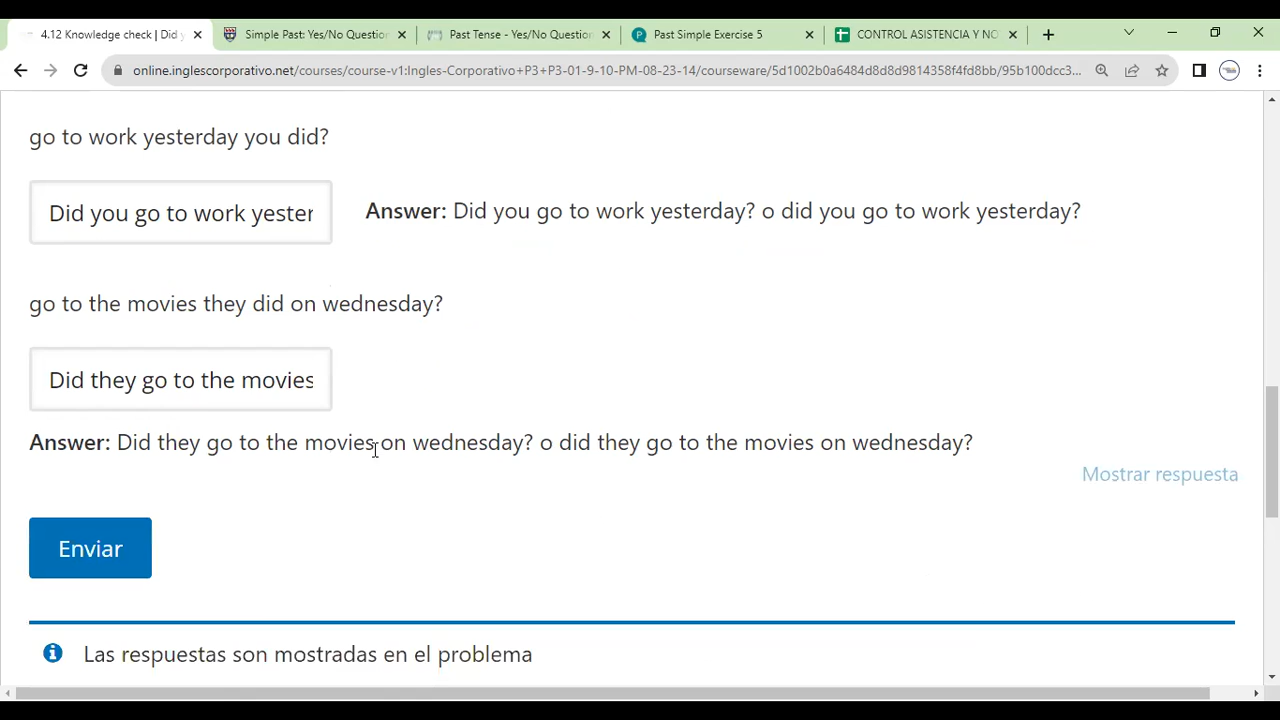 4.12 Knowledge check | Did y
Simple Past: Yes/No Question
Past Tense - Yes/No Question
Past Simple Exercise 5
CONTROL ASISTENCIA Y NO
online.inglescorporativo.net/courses/course-v1:Ingles-Corporativo+P3+P3-01-9-10-PM-08-23-14/courseware/5d1002b0a6484d8d8d9814358f4fd8bb/95b100dcc3...
go to work yesterday you did?
Did you go to work yester
Answer: Did you go to work yesterday? o did you go to work yesterday?
go to the movies they did on wednesday?
Did they go to the movies
Answer: Did they go to the movies on wednesday? o did they go to the movies on wednesday?
Mostrar respuesta
Enviar
Las respuestas son mostradas en el problema